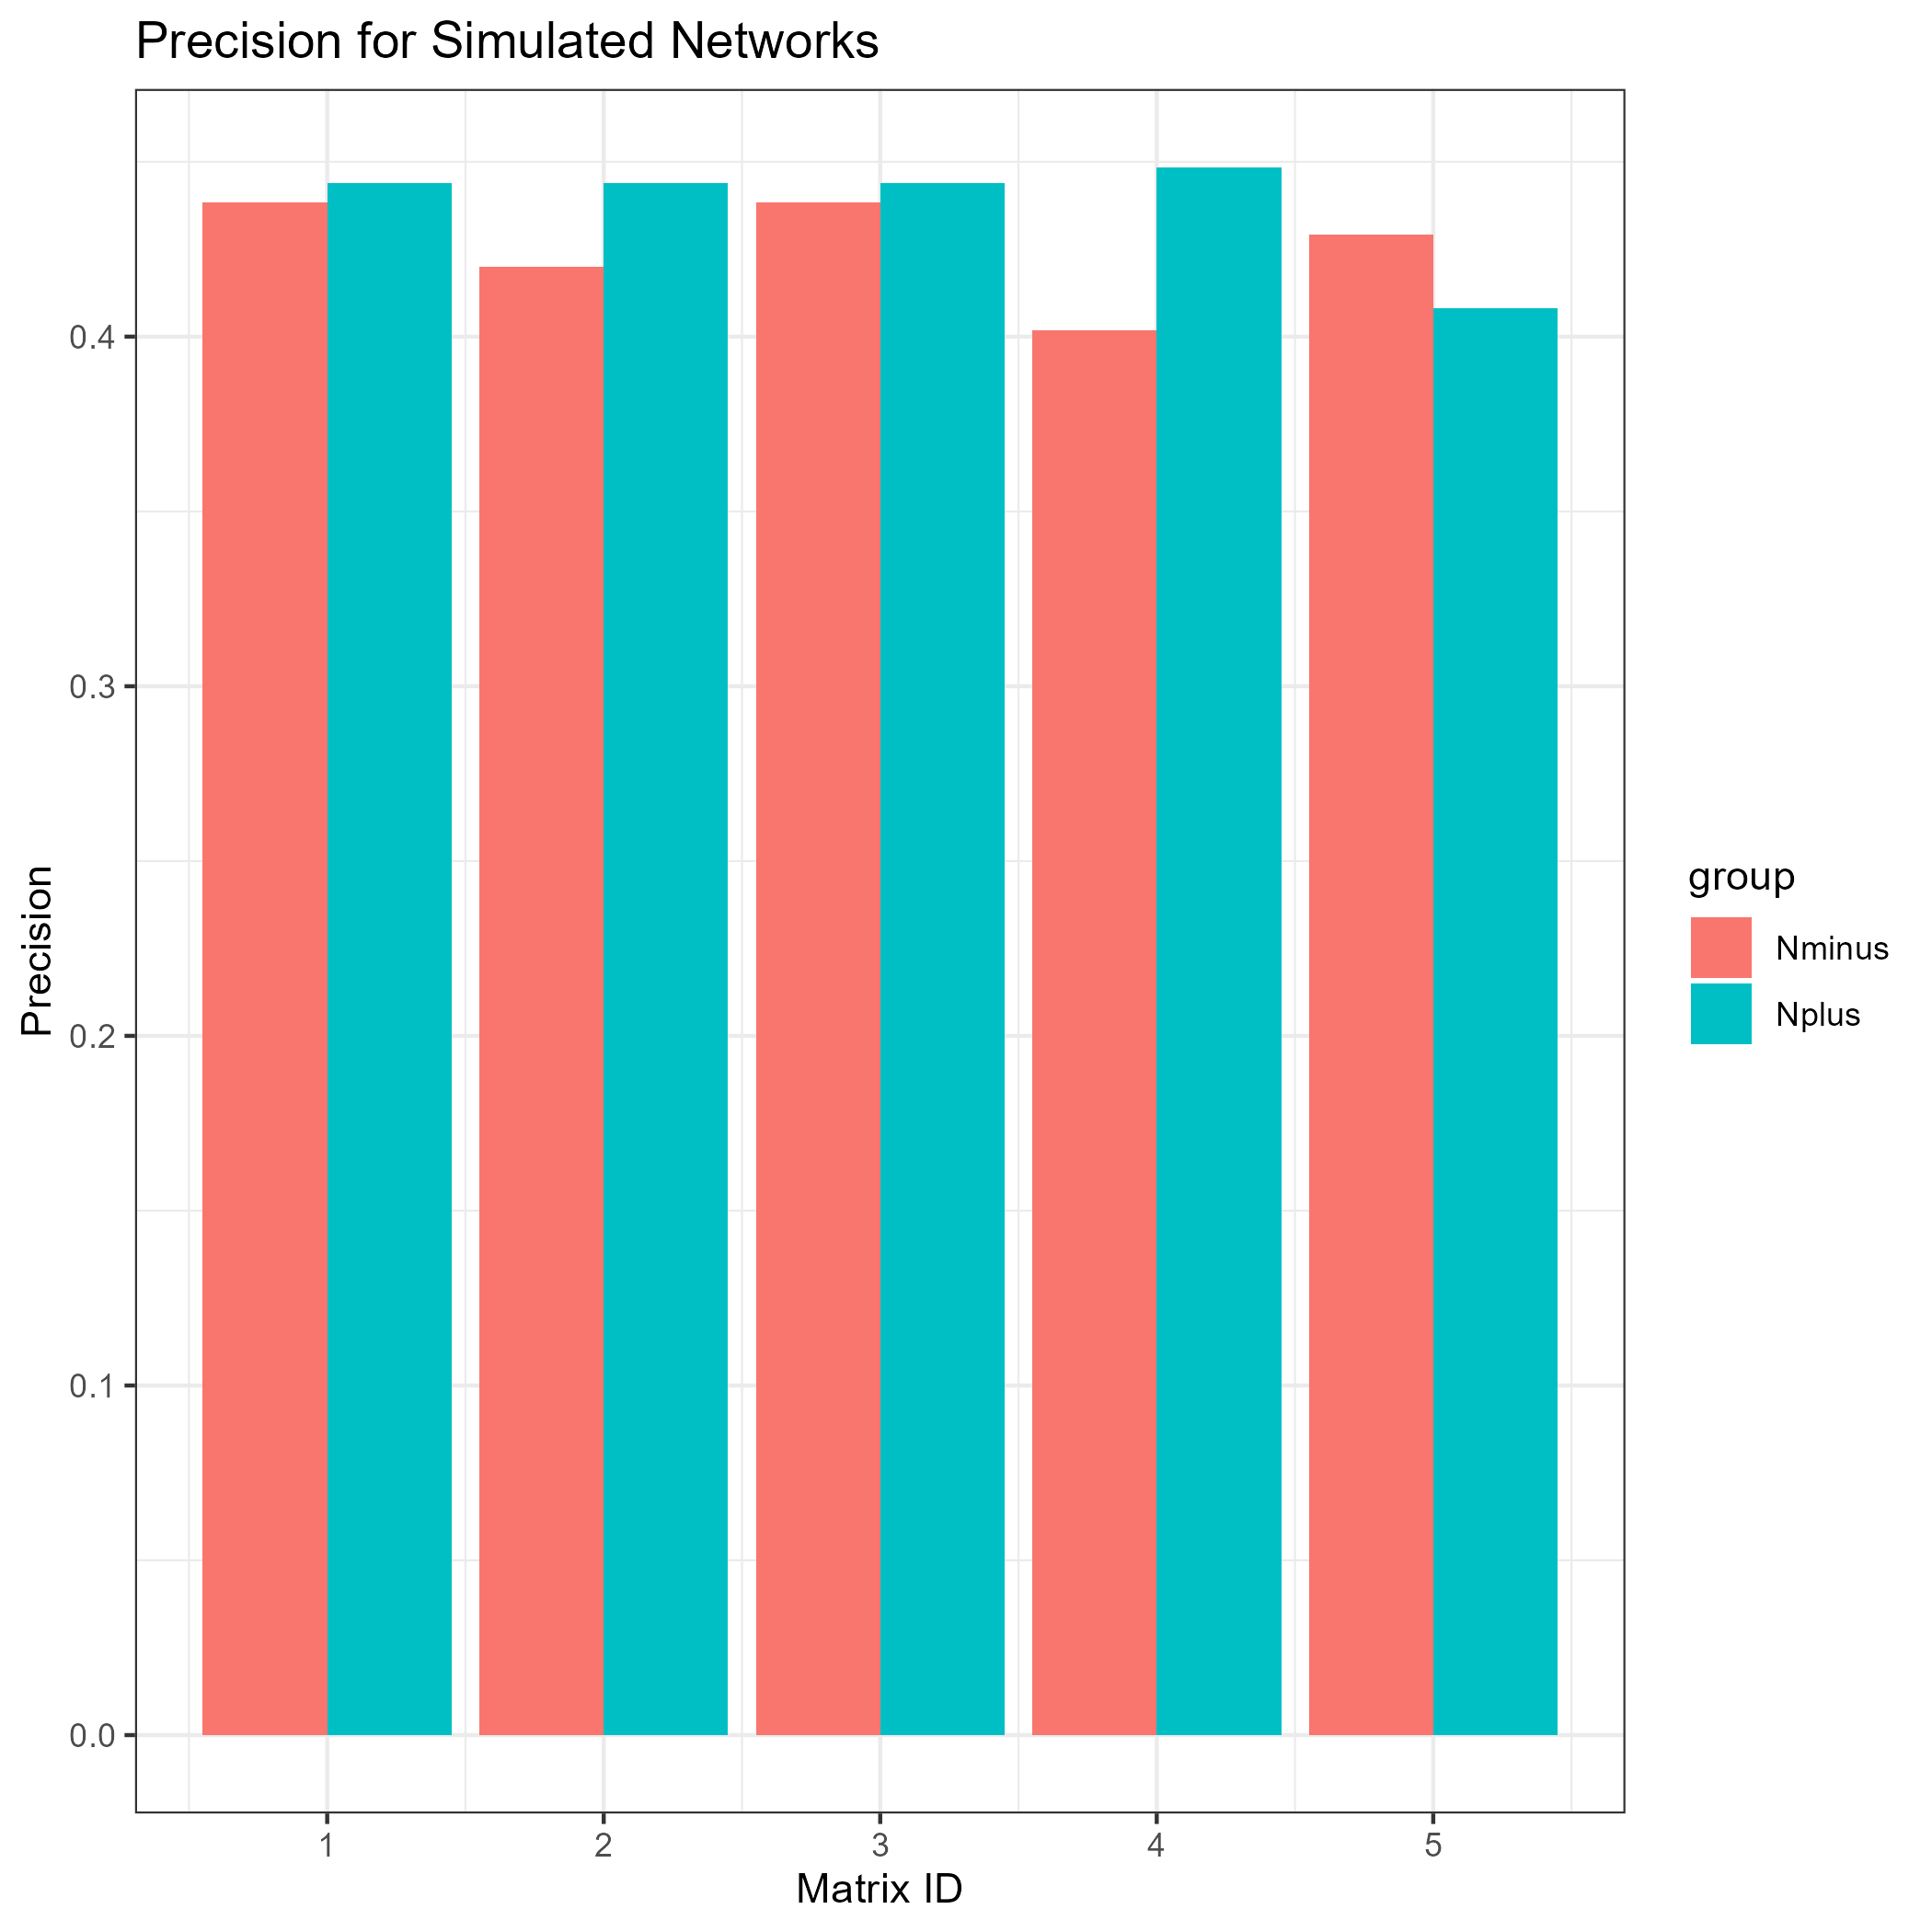 Precision for Simulated Networks
Precision
0.4
0.3
0.2
0.1
0.0
1 2 3 4 5
Matrix ID
group
Nminus
Nplus